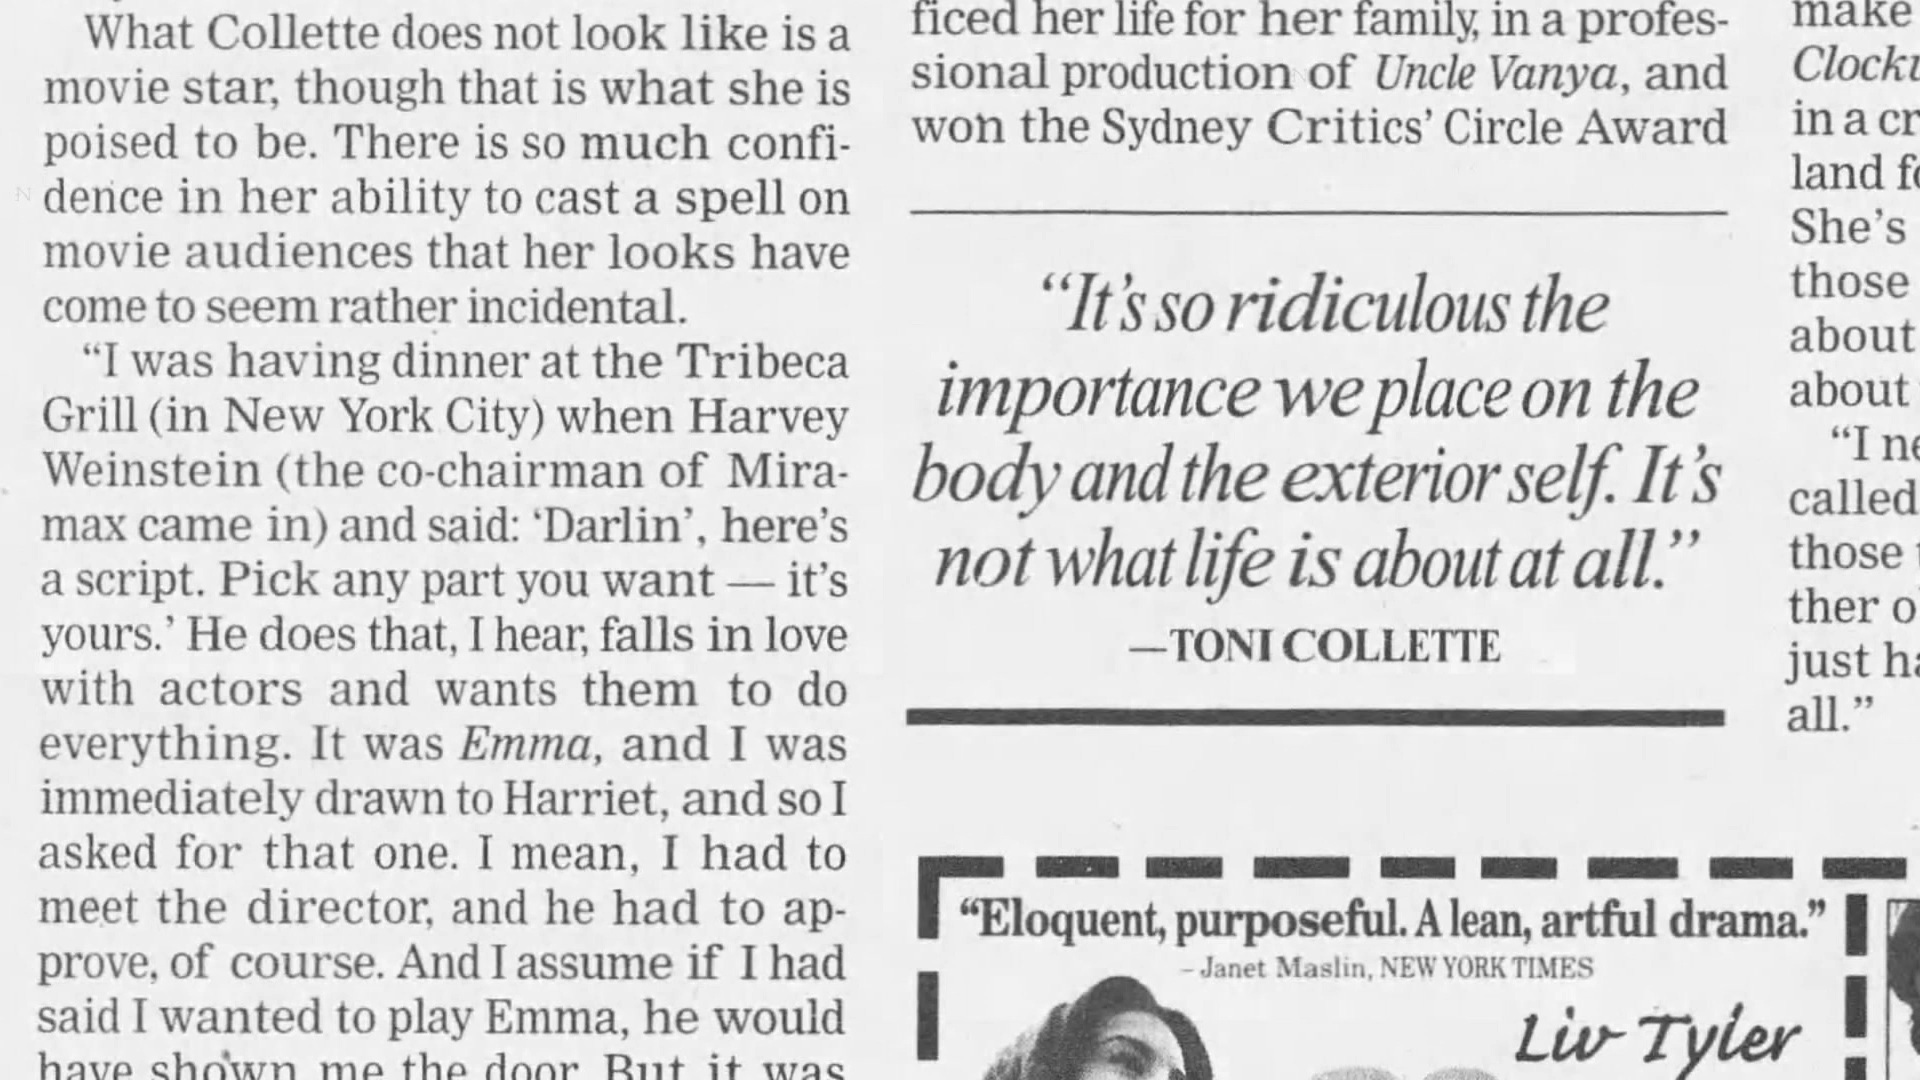 What Collette does not look like is a
movie star, though that is what she is
poised to be. There is so much confi-
dence in her ability to cast a spell on
movie audiences that her looks have
come to seem rather incidental.
“I was having dinner at the Tribeca
Grill (in New York City) when Harvey
Weinstein (the co-chairman of Mira-
max came in) and said: ‘Darlin’, here’s
a script. Pick any part you want — it’s
yours.’ He does that, I hear, falls in love
with actors and wants them to do
everything. It was Emma, and I was
immediately drawn to Harriet, and so I
asked for that one. I mean, I had to
meet the director, and he had to ap-
prove, of course. And I assume if I had
said I wanted to play Emma, he would
have shown me the door. But it was
ficed her life for her family, in a profes-
sional production of Uncle Vanya, and
won the Sydney Critics’ Circle Award
“It’s so ridiculous the
importance we place on the
body and the exterior self. It’s
not what life is about at all.”
—TONI COLLETTE
“Eloquent, purposeful. A lean, artful drama.”
– Janet Maslin, NEW YORK TIMES
Liv Tyler
make
in a
land
She’s
those
about
about
“I
called
those
just
all.”